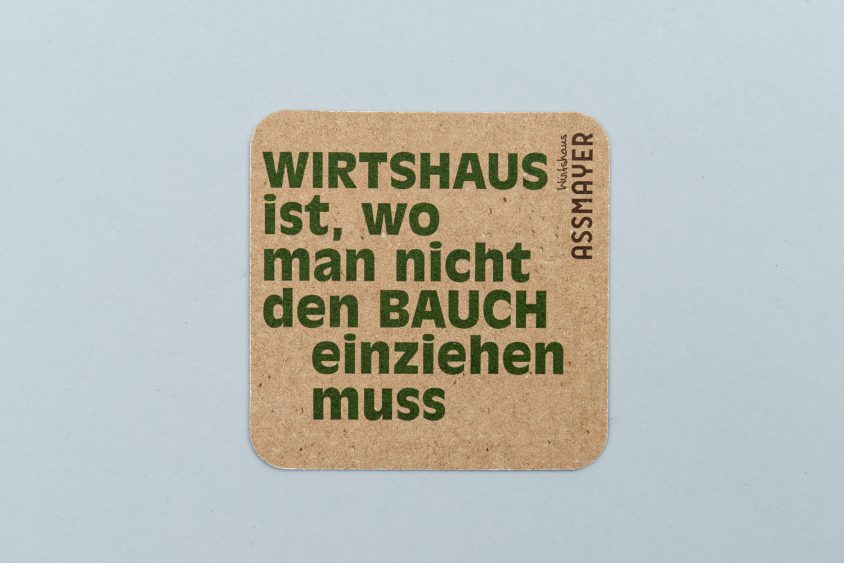 WIRTSHAUS
ist, wo
man nicht
den BAUCH
einziehen
muss
Wirtshaus
ASSMAYER